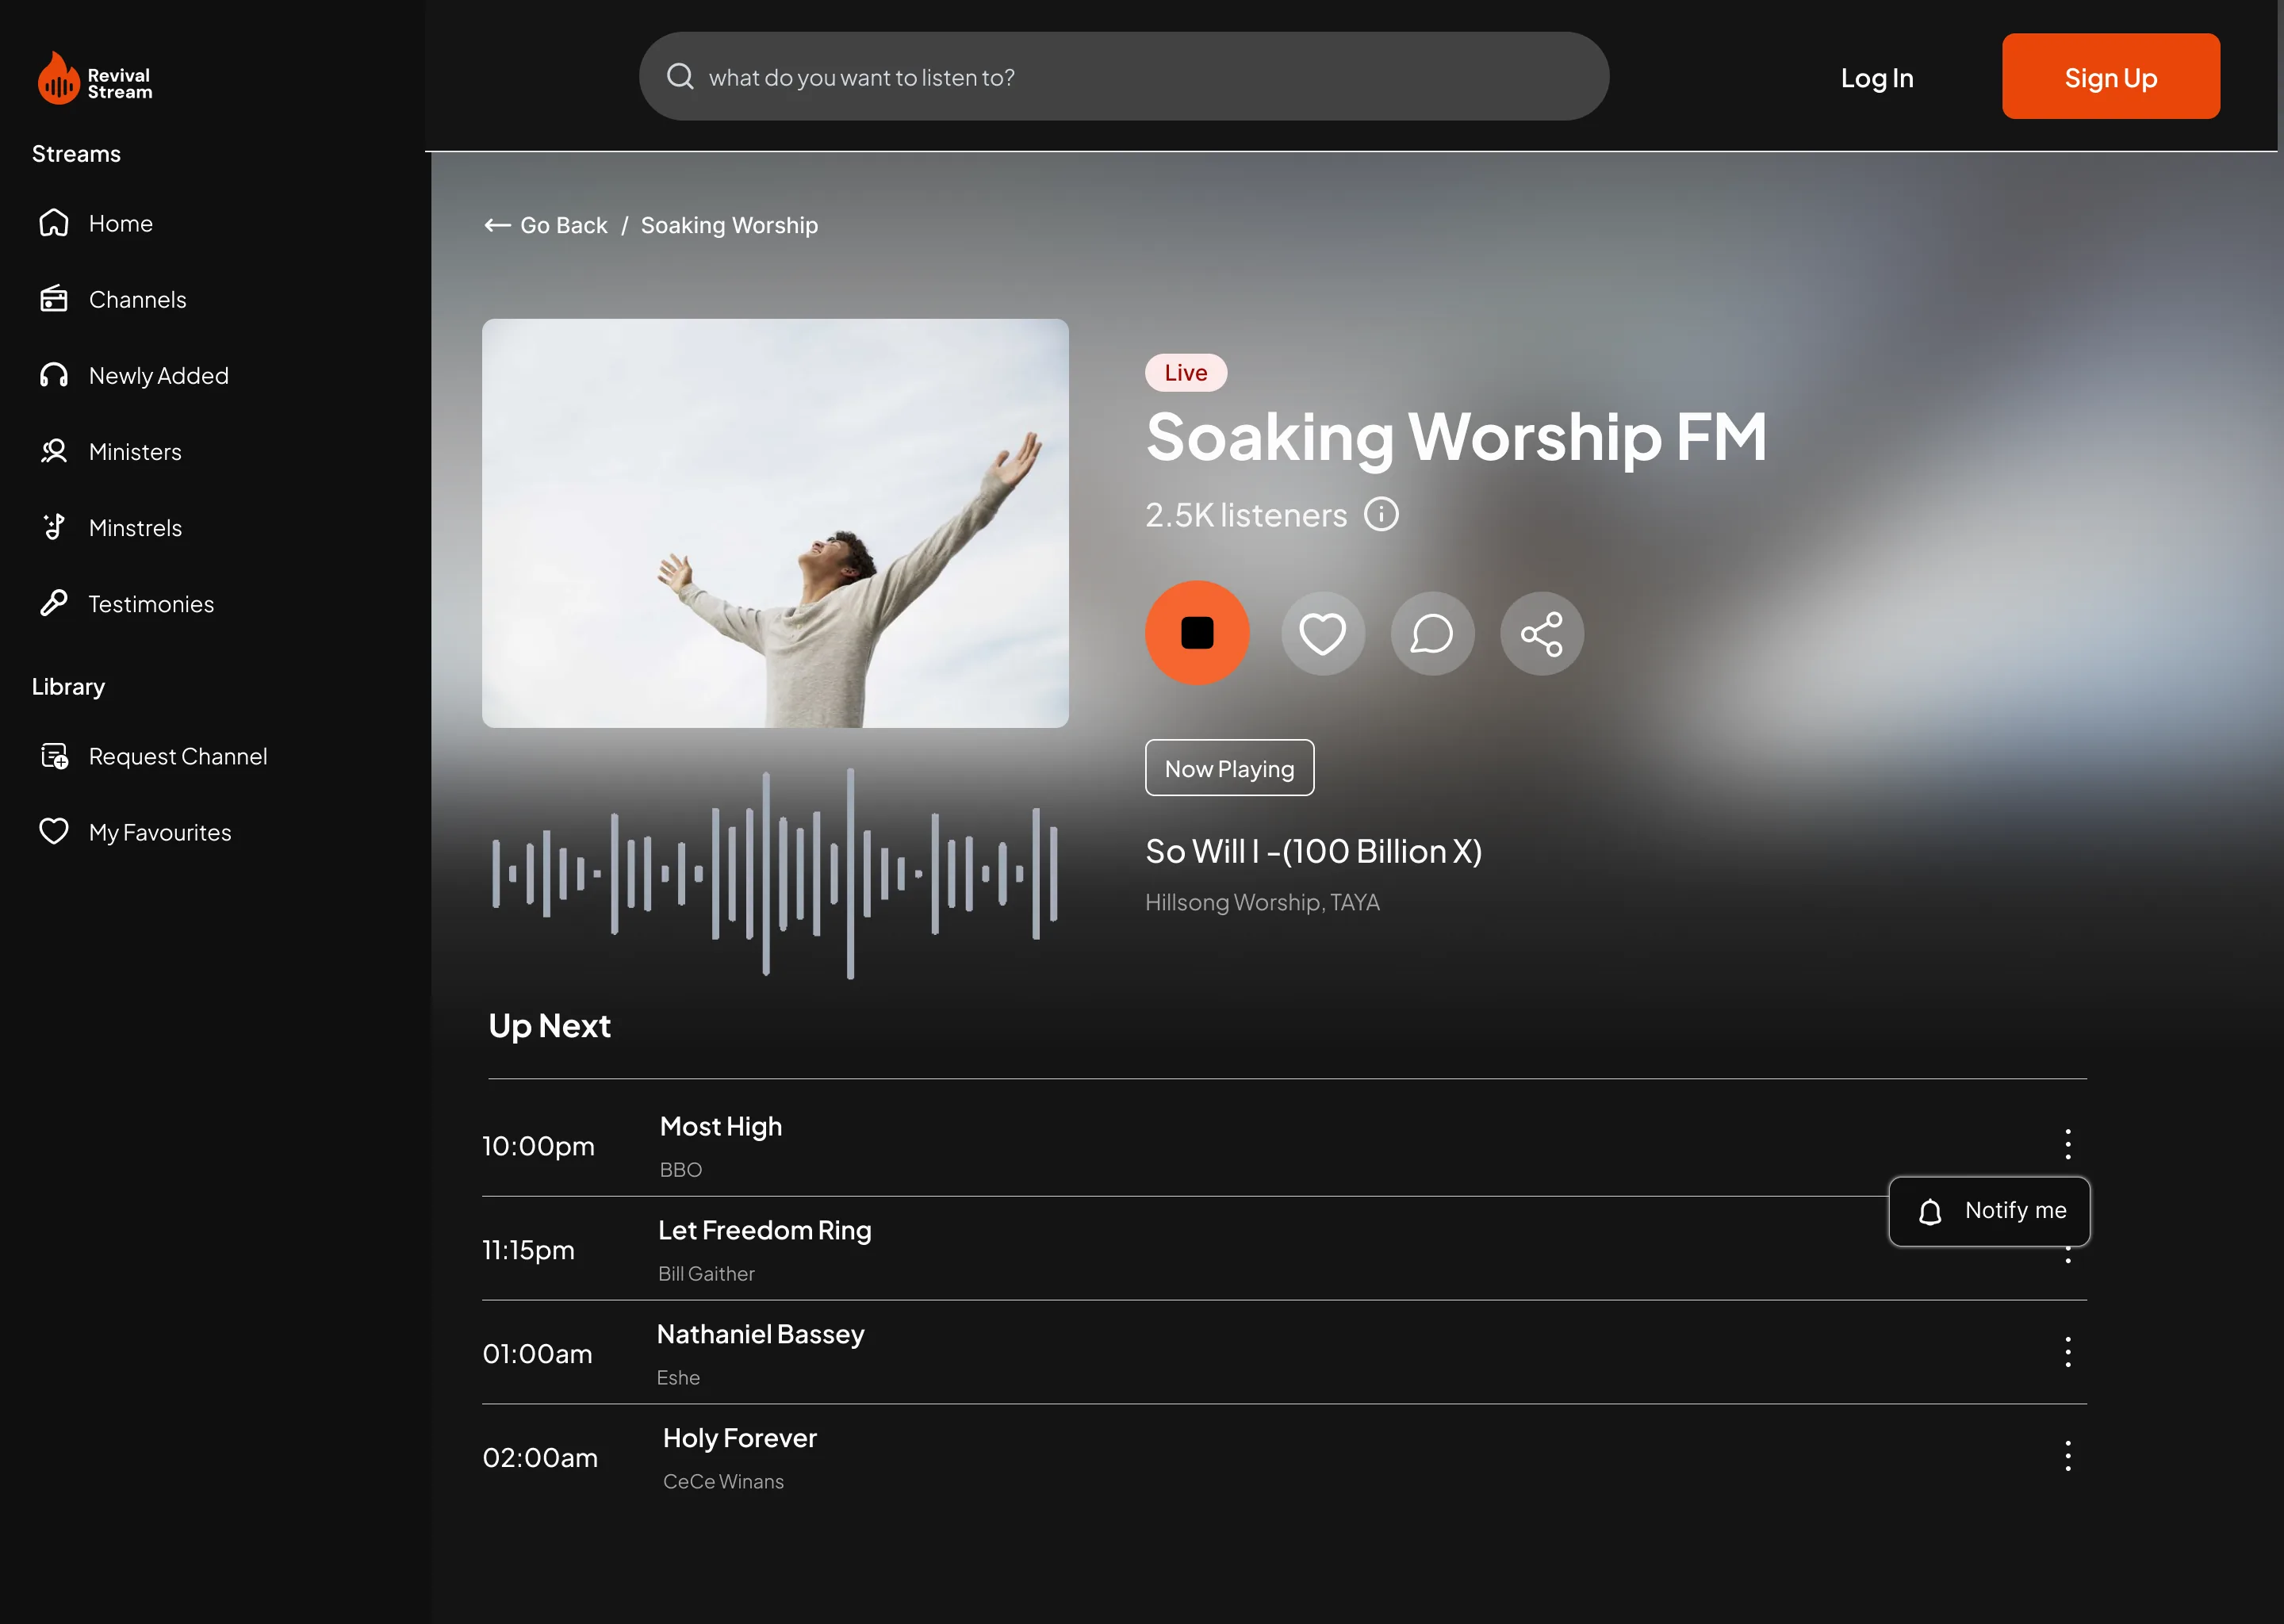 Revival
Stream
what do you want to listen to?
Log In
Sign Up
Streams
Home
Channels
Newly Added
Ministers
Minstrels
Testimonies
Library
Request Channel
My Favourites
Go Back / Soaking Worship
Live
Soaking Worship FM
2.5K listeners
Now Playing
So Will I -(100 Billion X)
Hillsong Worship, TAYA
Up Next
10:00pm
Most High
BBO
Notify me
11:15pm
Let Freedom Ring
Bill Gaither
01:00am
Nathaniel Bassey
Eshe
02:00am
Holy Forever
CeCe Winans